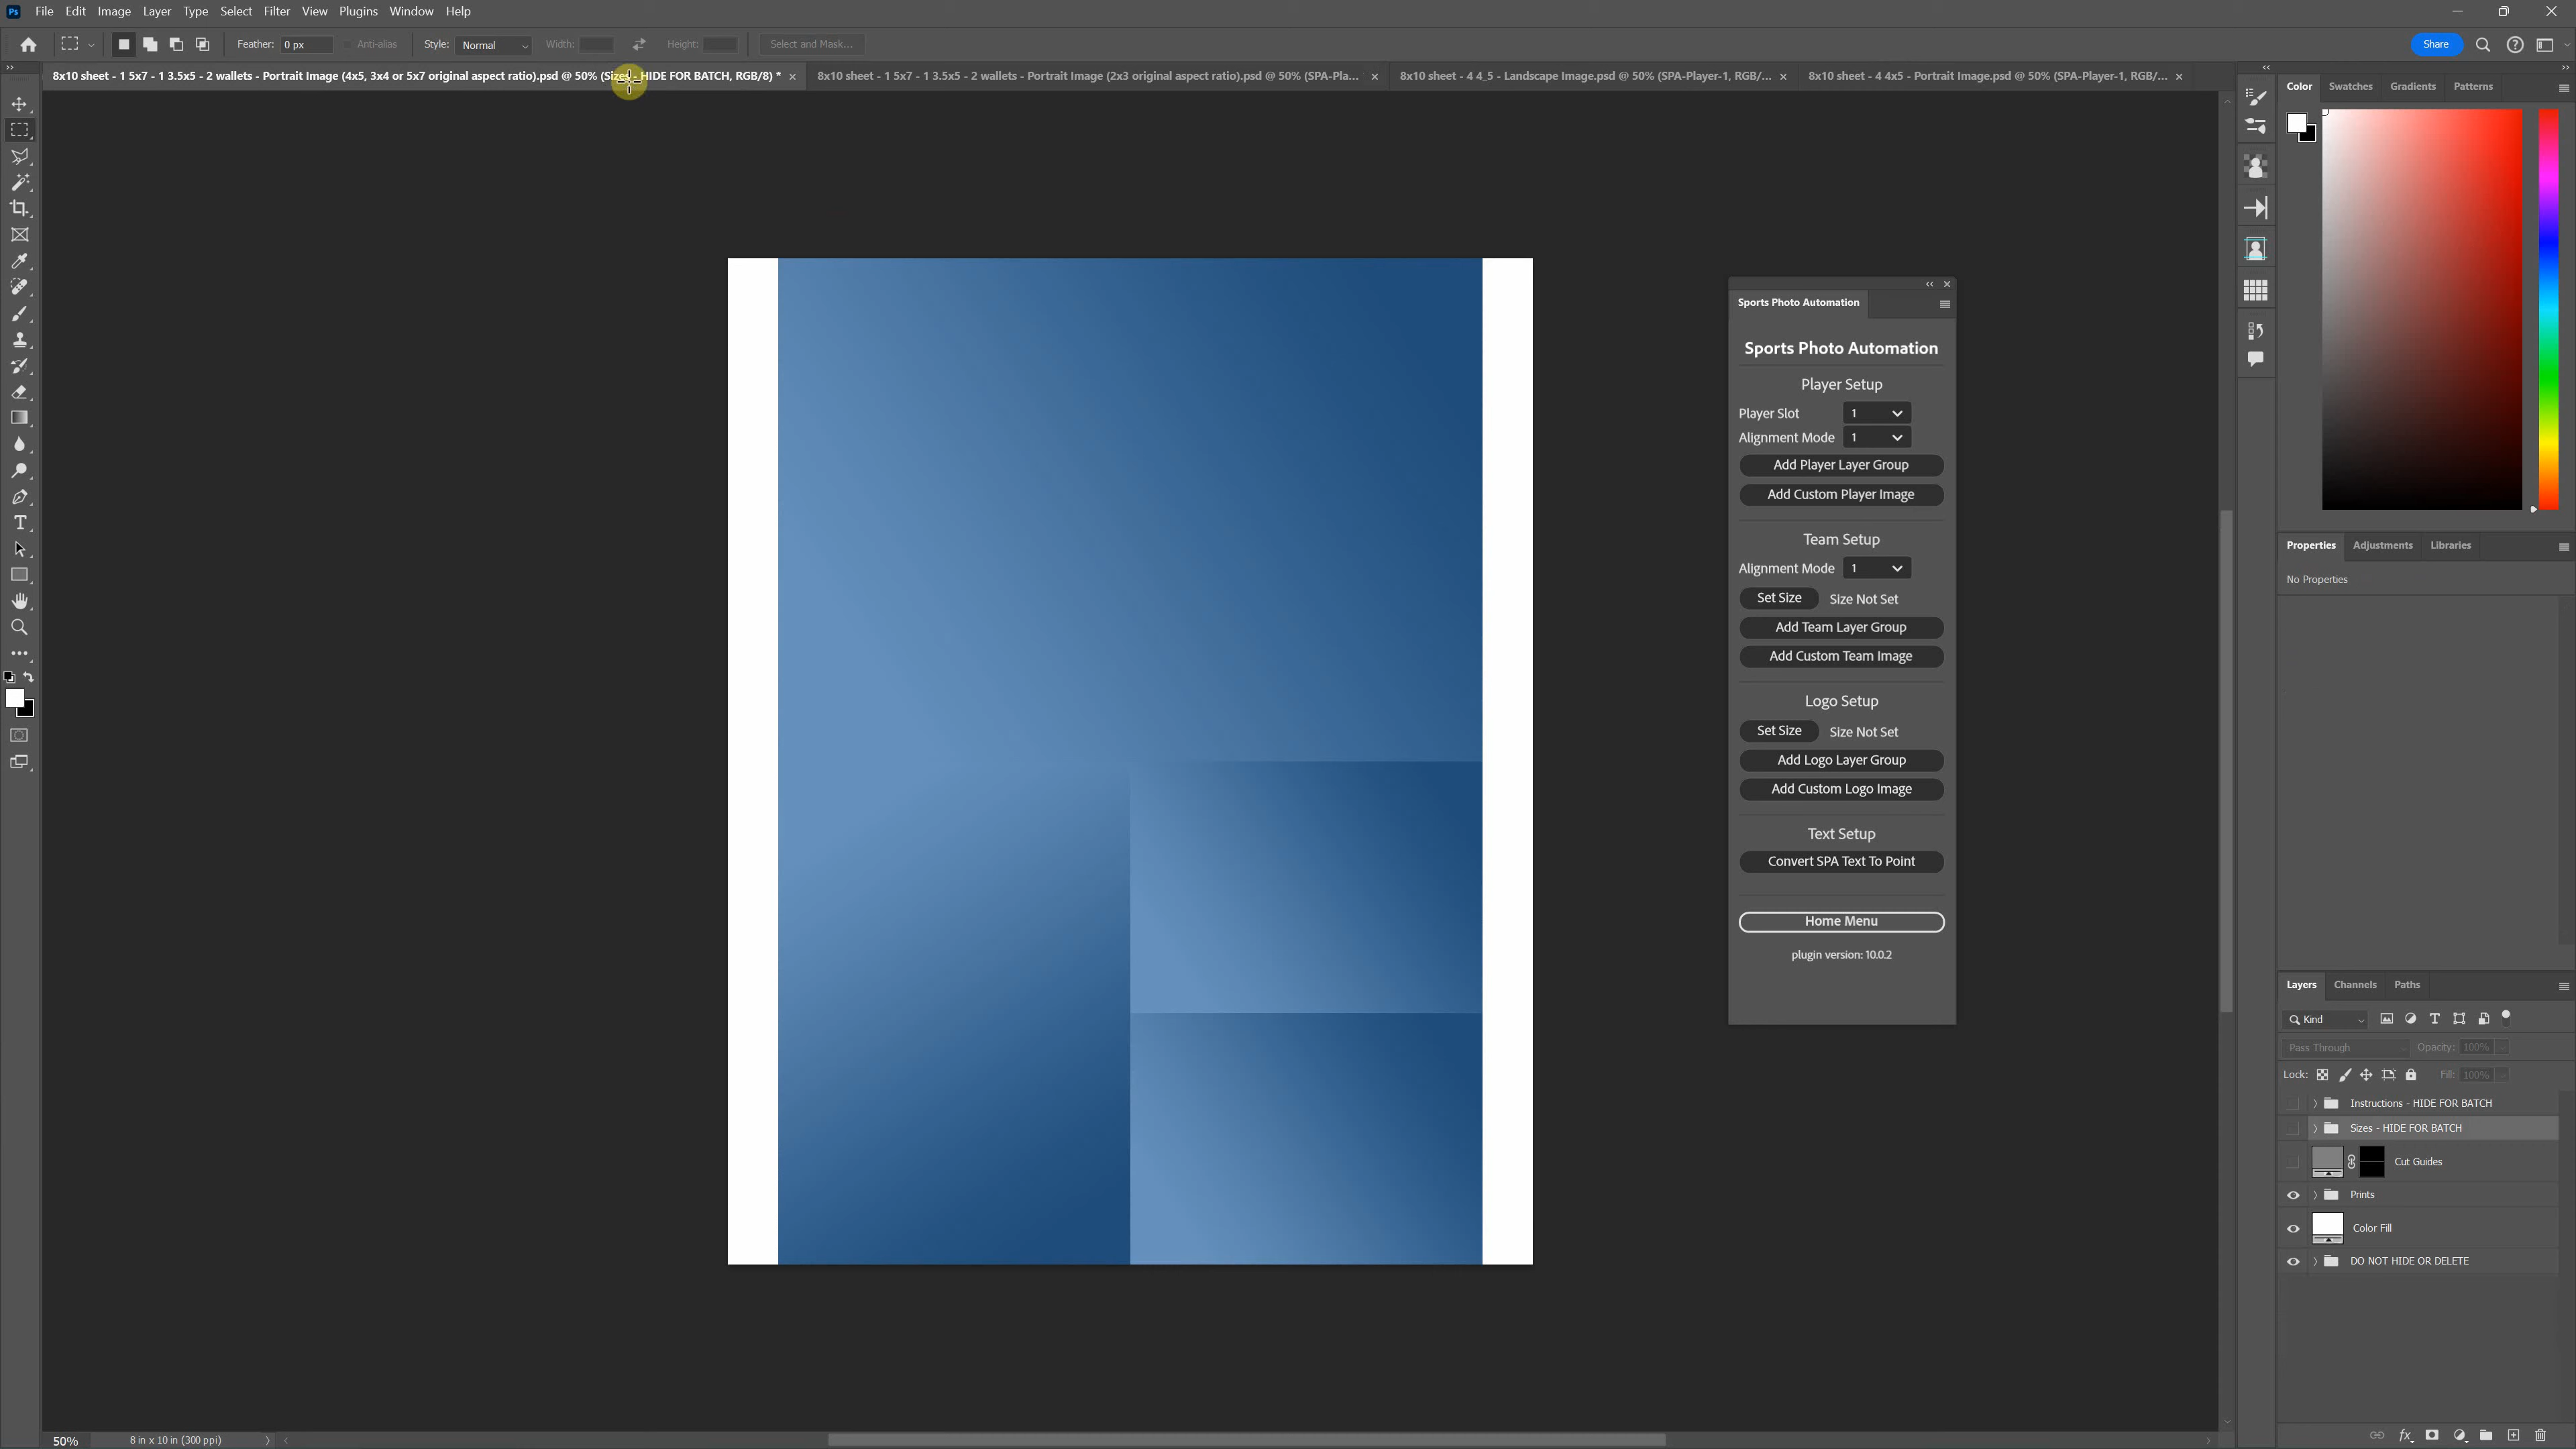 Ps File Edit Image Layer Type Select Filter View Plugins Window Help
Feather: 0 px Anti-alias Style: Normal Width: Height: Select and Mask... Share
8x10 sheet - 1 5x7 - 1 3.5x5 - 2 wallets - Portrait Image (4x5, 3x4 or 5x7 original aspect ratio).psd @ 50% (Sizes - HIDE FOR BATCH, RGB/8) *
8x10 sheet - 1 5x7 - 1 3.5x5 - 2 wallets - Portrait Image (2x3 original aspect ratio).psd @ 50% (SPA-Pla...
8x10 sheet - 4 4_5 - Landscape Image.psd @ 50% (SPA-Player-1, RGB/...
8x10 sheet - 4 4x5 - Portrait Image.psd @ 50% (SPA-Player-1, RGB/...
Color Swatches Gradients Patterns
Sports Photo Automation
Sports Photo Automation
Player Setup
Player Slot 1
Alignment Mode 1
Add Player Layer Group
Add Custom Player Image
Team Setup
Alignment Mode 1
Set Size Size Not Set
Add Team Layer Group
Add Custom Team Image
Logo Setup
Set Size Size Not Set
Add Logo Layer Group
Add Custom Logo Image
Text Setup
Convert SPA Text To Point
Home Menu
plugin version: 10.0.2
Properties Adjustments Libraries
No Properties
Layers Channels Paths
Kind
Pass Through Opacity: 100%
Lock: Fill: 100%
Instructions - HIDE FOR BATCH
Sizes - HIDE FOR BATCH
Cut Guides
Prints
Color Fill
DO NOT HIDE OR DELETE
50% 8 in x 10 in (300 ppi)